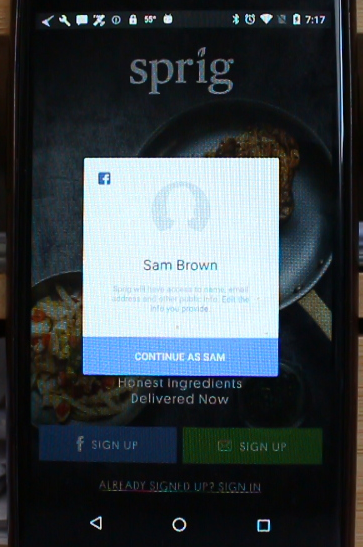 55°
7:17
sprig
Sam Brown
Sprig will have access to name, email
address and other public info. Edit the
info you provide.
CONTINUE AS SAM
Honest Ingredients
Delivered Now
f SIGN UP
SIGN UP
ALREADY SIGNED UP? SIGN IN